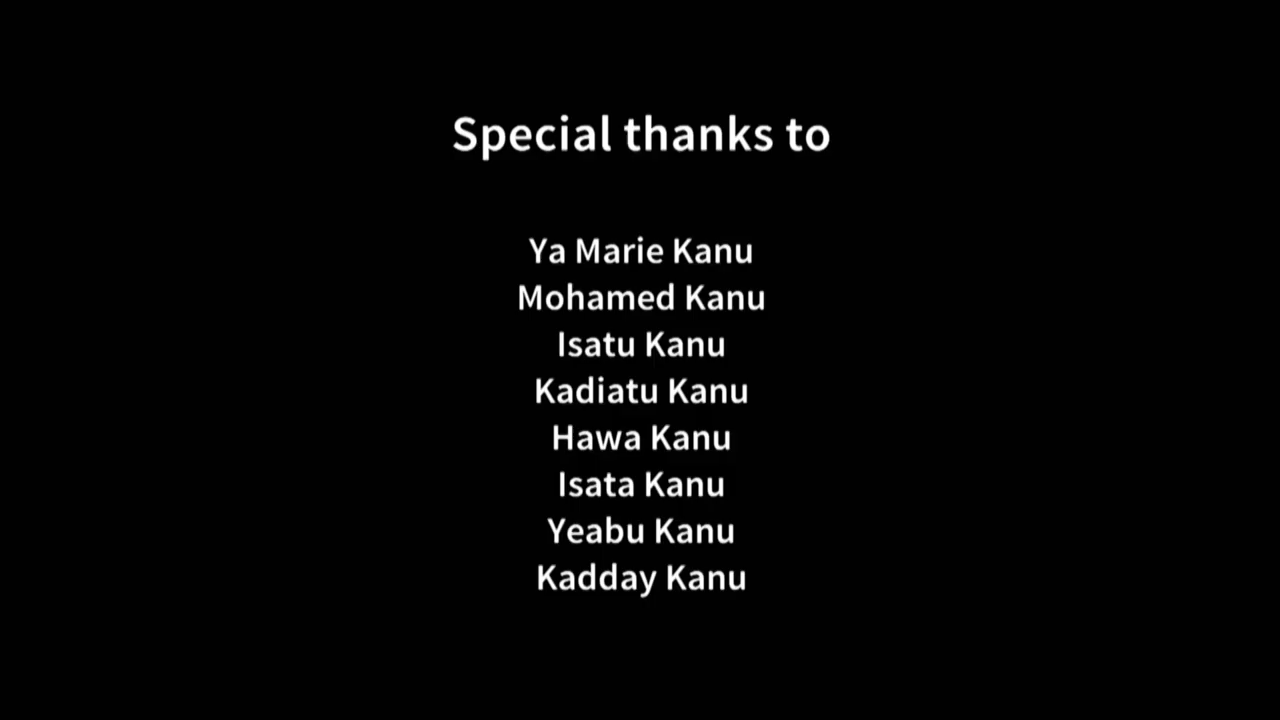 Special thanks to
Ya Marie Kanu
Mohamed Kanu
Isatu Kanu
Kadiatu Kanu
Hawa Kanu
Isata Kanu
Yeabu Kanu
Kadday Kanu